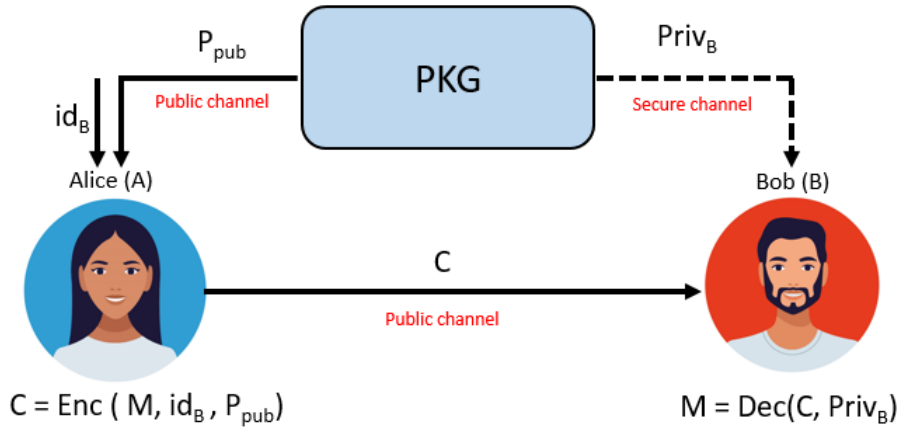 P_pub
PKG
Priv_B
Public channel
Secure channel
id_B
Alice (A)
Bob (B)
C
Public channel
C = Enc ( M, id_B , P_pub)
M = Dec(C, Priv_B)